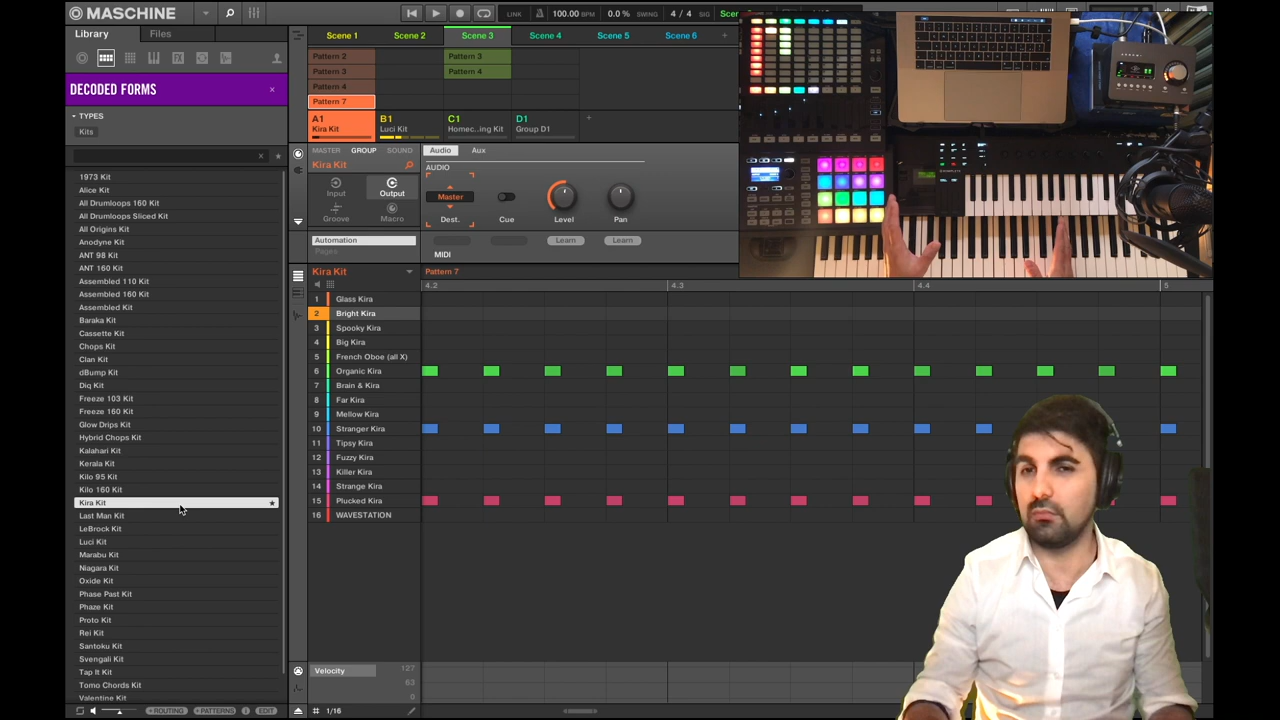 MASCHINE
LINK
100.00 BPM
0.0 % SWING
4 / 4 SIG
Library
Files
DECODED FORMS
TYPES
Kits
1973 Kit
Alice Kit
All Drumloops 160 Kit
All Drumloops Sliced Kit
All Origins Kit
Anodyne Kit
ANT 98 Kit
ANT 160 Kit
Assembled 110 Kit
Assembled 160 Kit
Assembled Kit
Baraka Kit
Cassette Kit
Chops Kit
Clan Kit
dBump Kit
Diq Kit
Freeze 103 Kit
Freeze 160 Kit
Glow Drips Kit
Hybrid Chops Kit
Kalahari Kit
Kerala Kit
Kilo 95 Kit
Kilo 160 Kit
Kira Kit
Last Man Kit
LeBrock Kit
Luci Kit
Marabu Kit
Niagara Kit
Oxide Kit
Phase Past Kit
Phaze Kit
Proto Kit
Rei Kit
Santoku Kit
Svengali Kit
Tap It Kit
Tomo Chords Kit
Valentine Kit
+ROUTING
+PATTERNS
EDIT
Scene 1
Scene 2
Scene 3
Scene 4
Scene 5
Scene 6
Pattern 2
Pattern 3
Pattern 3
Pattern 4
Pattern 4
Pattern 7
A1
Kira Kit
B1
Luci Kit
C1
Homec...ing Kit
D1
Group D1
MASTER
GROUP
SOUND
Kira Kit
Input
Output
Groove
Macro
Automation
Pages
Audio
Aux
AUDIO
Master
Dest.
Cue
Level
Pan
Learn
Learn
MIDI
Kira Kit
Pattern 7
4.2
4.3
4.4
5
1 Glass Kira
2 Bright Kira
3 Spooky Kira
4 Big Kira
5 French Oboe (all X)
6 Organic Kira
7 Brain & Kira
8 Far Kira
9 Mellow Kira
10 Stranger Kira
11 Tipsy Kira
12 Fuzzy Kira
13 Killer Kira
14 Strange Kira
15 Plucked Kira
16 WAVESTATION
Velocity
127
63
0
1/16